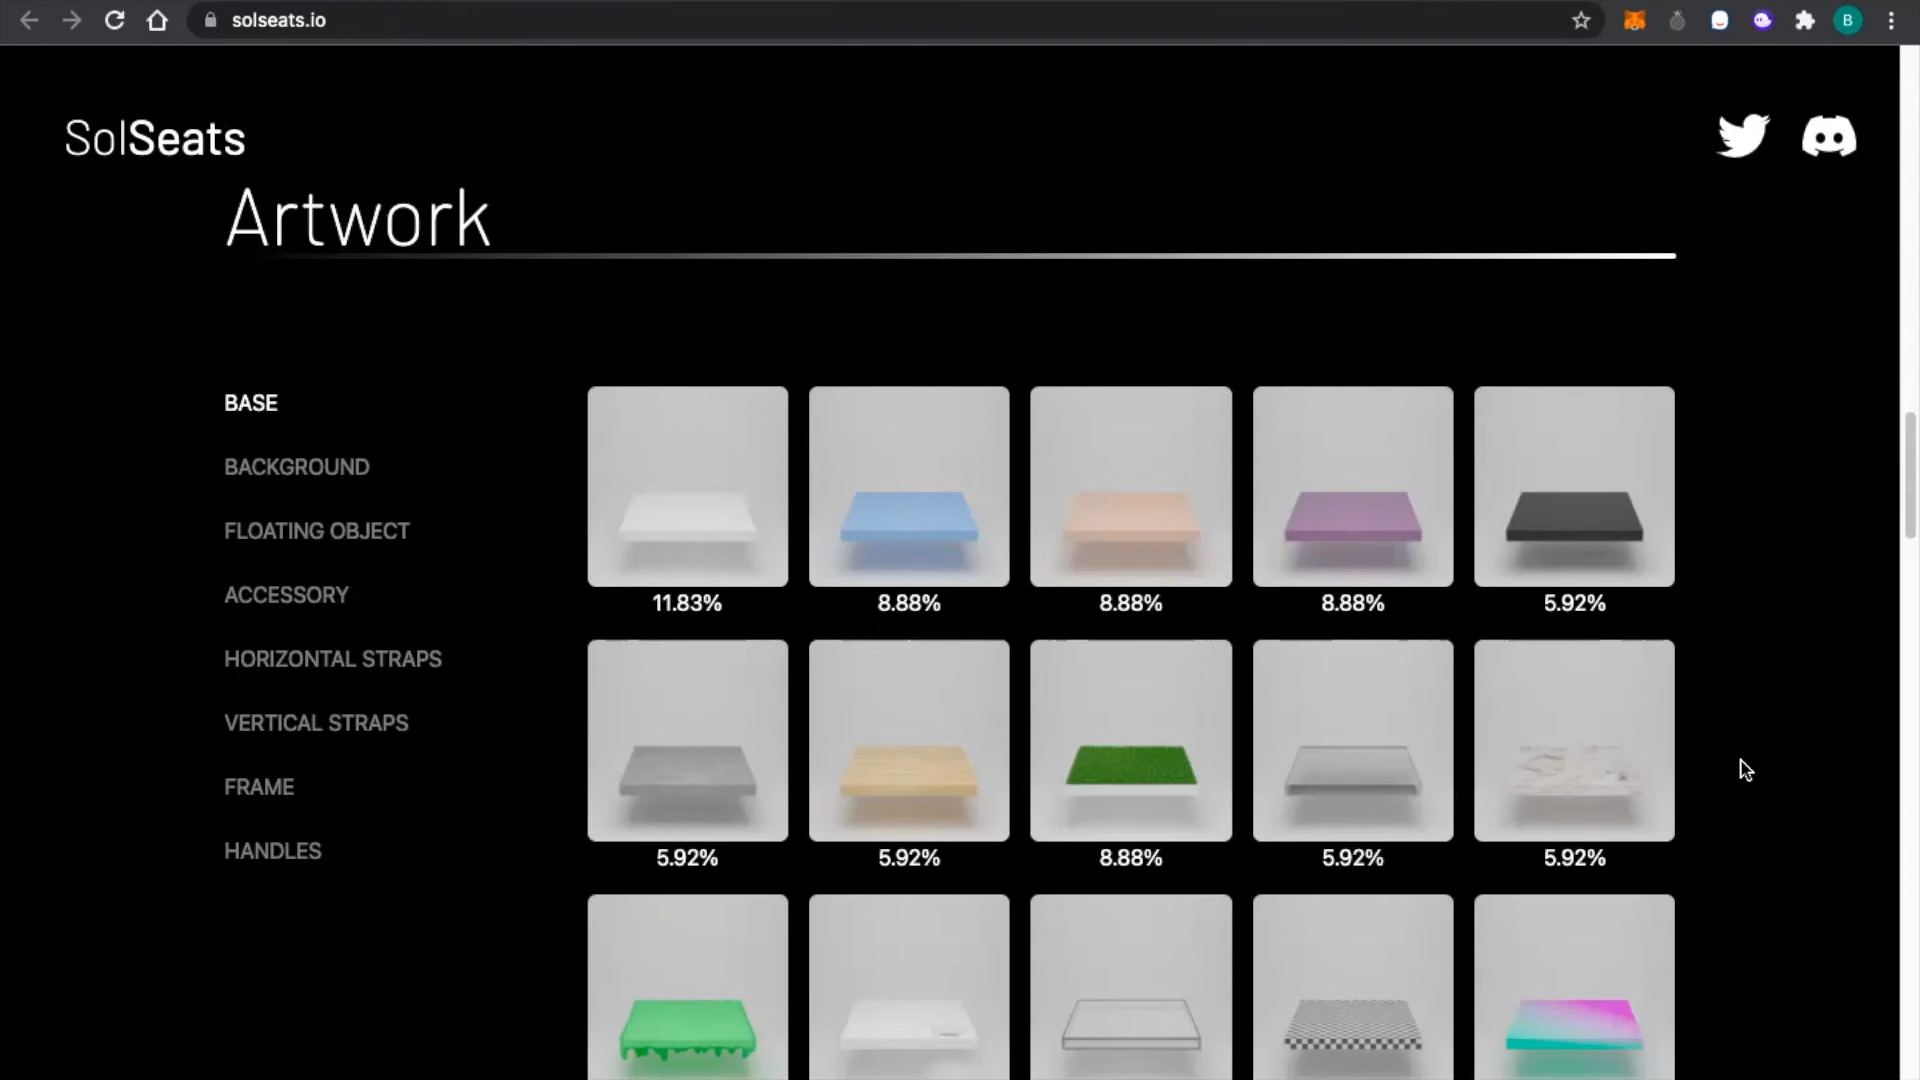 solseats.io
B
SolSeats
Artwork
BASE
BACKGROUND
FLOATING OBJECT
ACCESSORY
HORIZONTAL STRAPS
VERTICAL STRAPS
FRAME
HANDLES
11.83% 8.88% 8.88% 8.88% 5.92%
5.92% 5.92% 8.88% 5.92% 5.92%